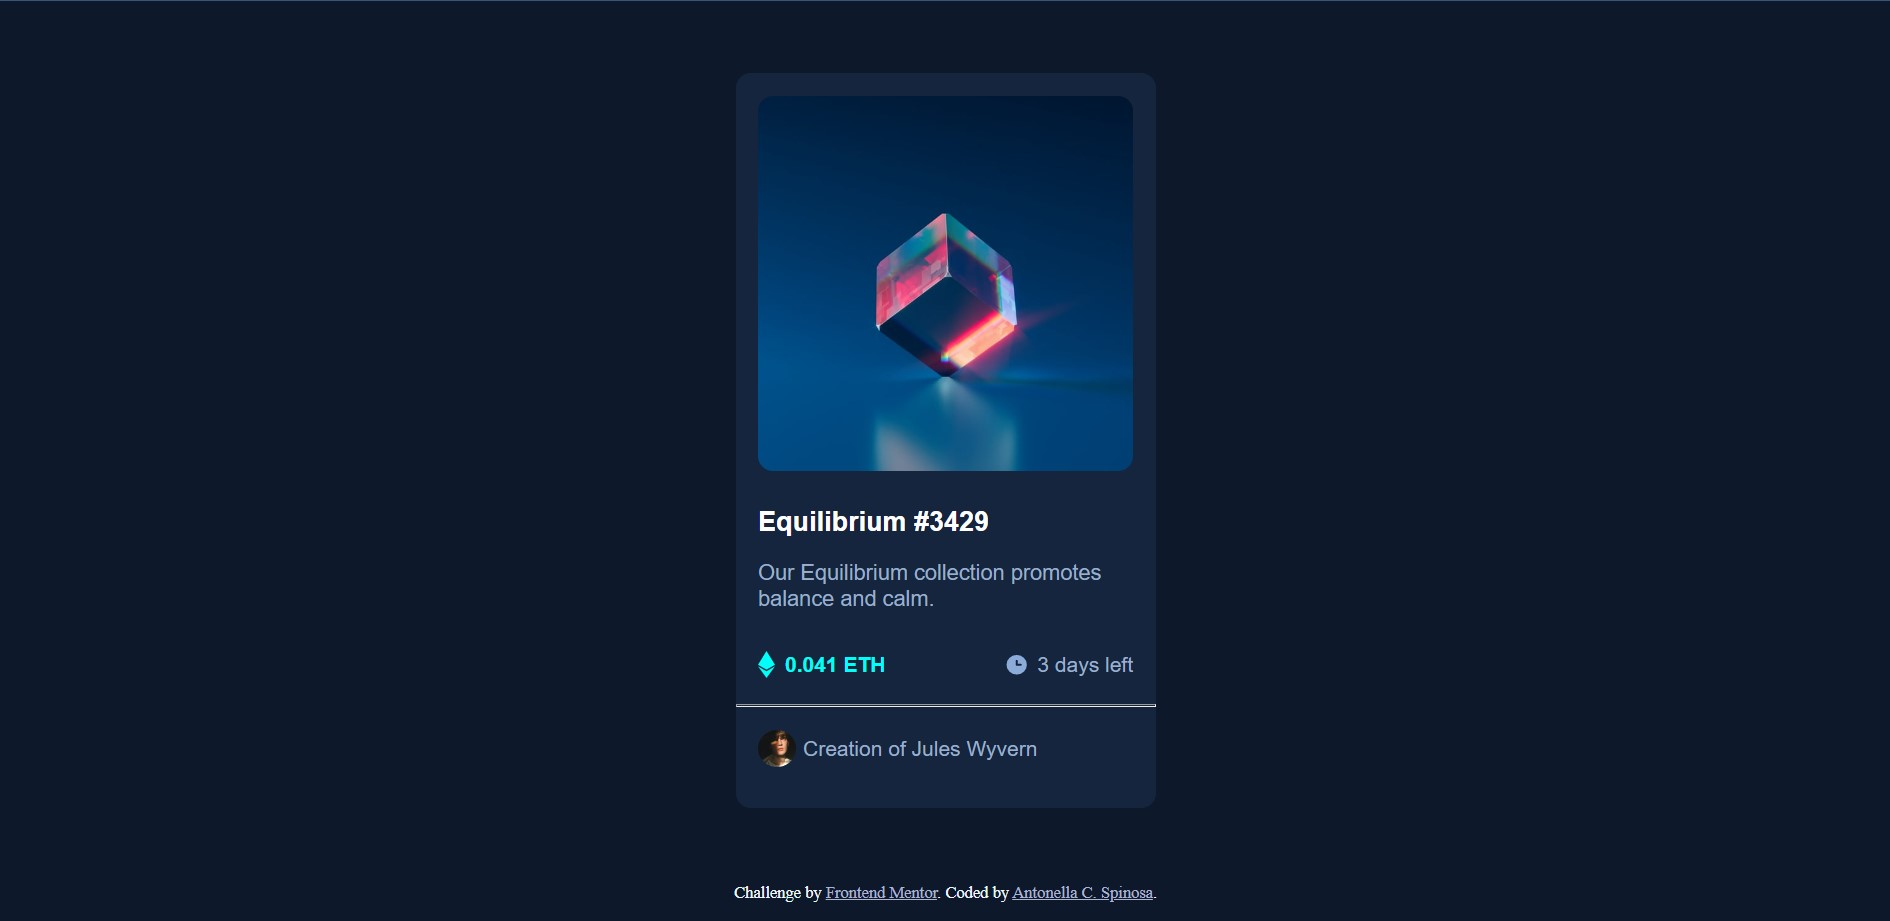 Equilibrium #3429
Our Equilibrium collection promotes
balance and calm.
0.041 ETH
3 days left
Creation of Jules Wyvern
Challenge by Frontend Mentor. Coded by Antonella C. Spinosa.